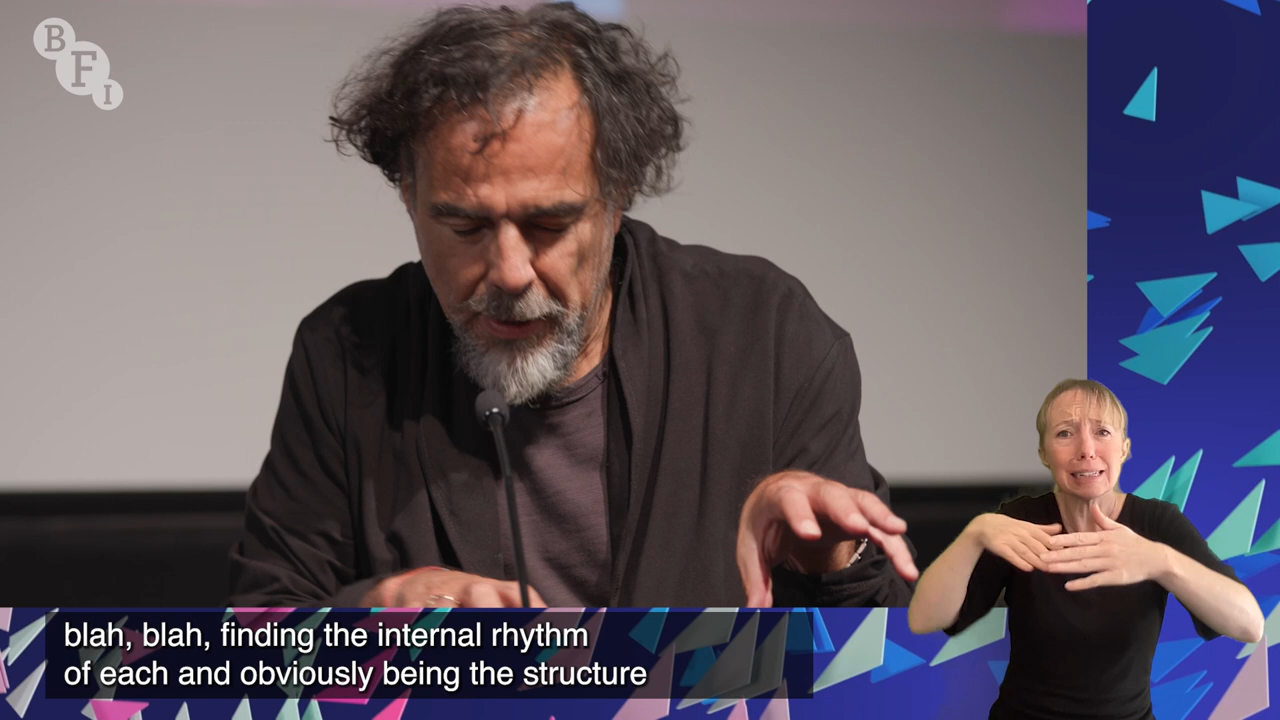 BFI
blah, blah, finding the internal rhythm
of each and obviously being the structure